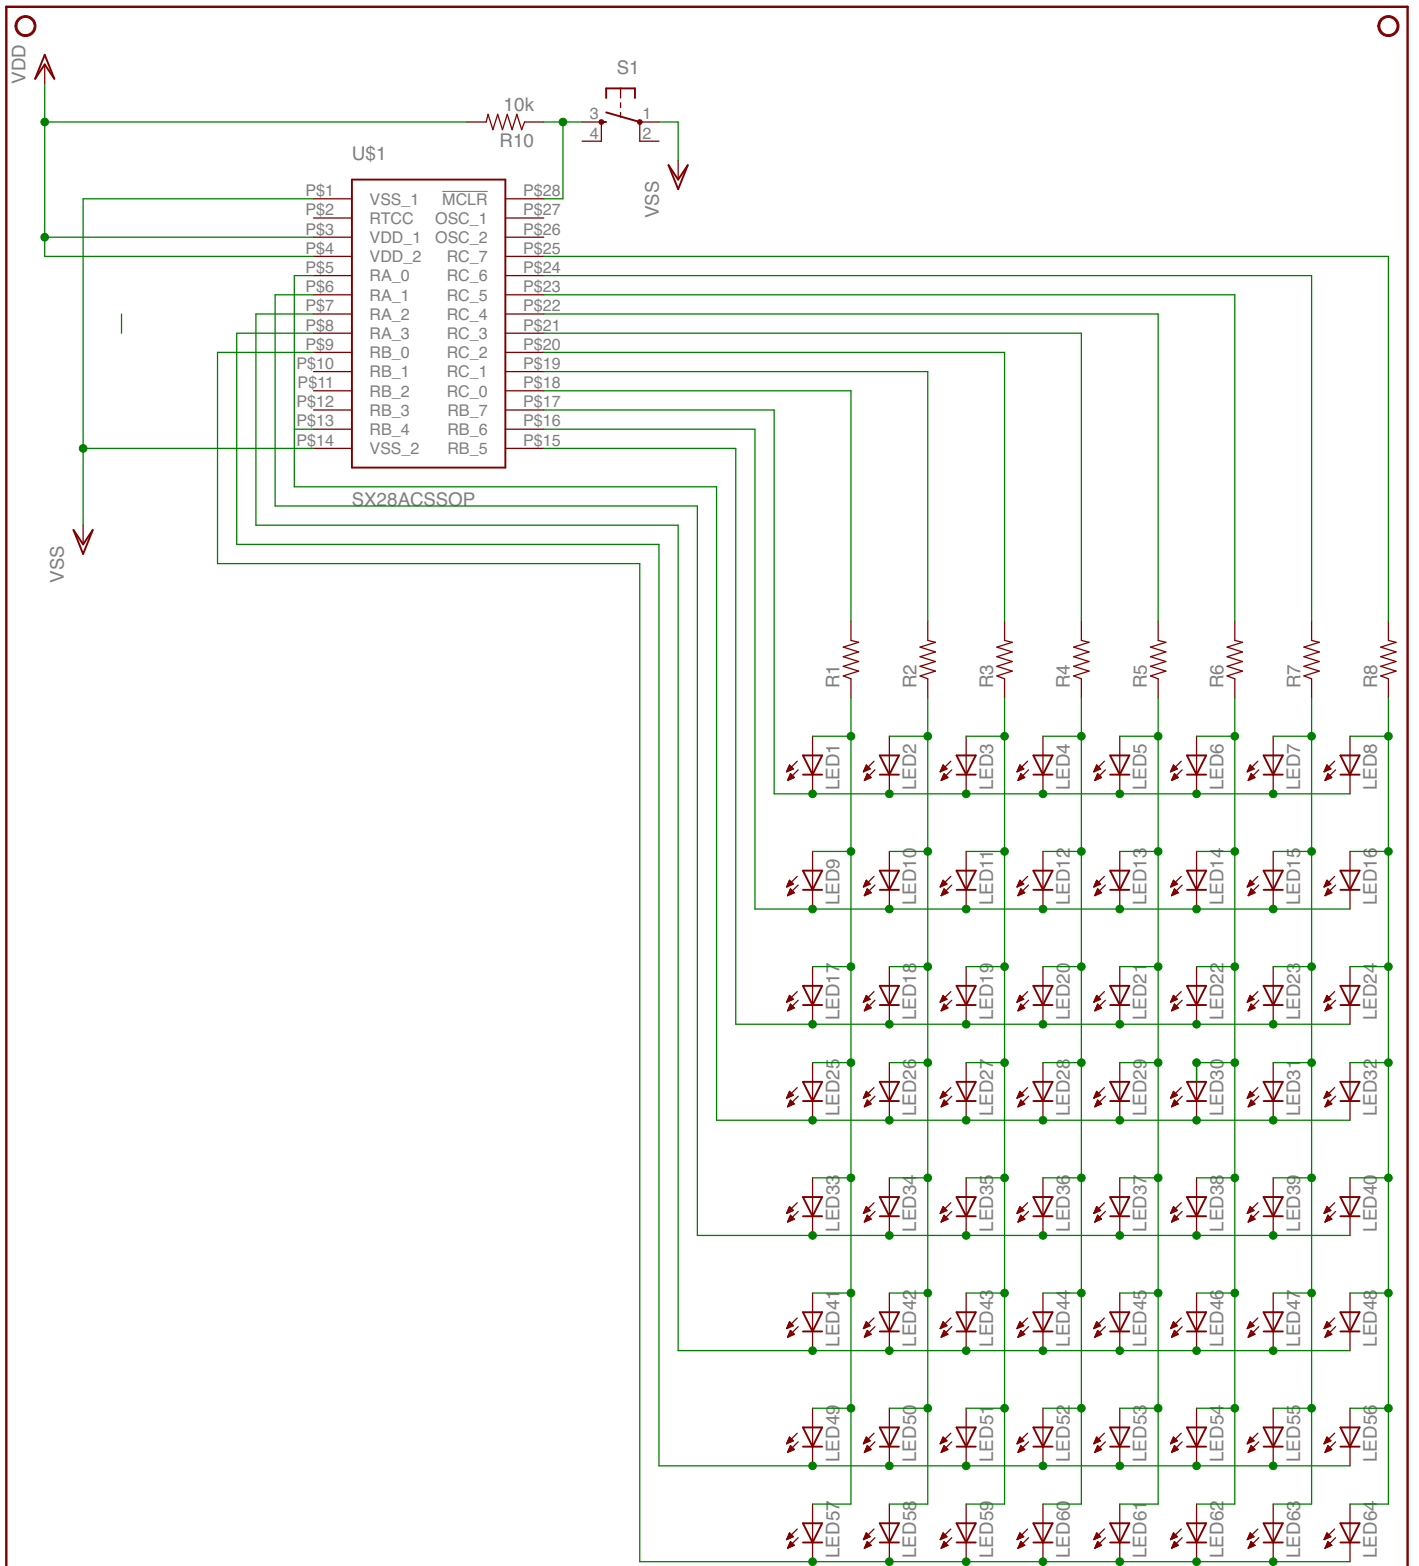 VDD
S1
10k
3 1
4 2
R10
U$1
VSS
P$1 VSS_1 MCLR P$28
P$2 RTCC OSC_1 P$27
P$3 VDD_1 OSC_2 P$26
P$4 VDD_2 RC_7 P$25
P$5 RA_0 RC_6 P$24
P$6 RA_1 RC_5 P$23
P$7 RA_2 RC_4 P$22
P$8 RA_3 RC_3 P$21
P$9 RB_0 RC_2 P$20
P$10 RB_1 RC_1 P$19
P$11 RB_2 RC_0 P$18
P$12 RB_3 RB_7 P$17
P$13 RB_4 RB_6 P$16
P$14 VSS_2 RB_5 P$15
SX28ACSSOP
VSS
R1 R2 R3 R4 R5 R6 R7 R8
LED1 LED2 LED3 LED4 LED5 LED6 LED7 LED8
LED9 LED10 LED11 LED12 LED13 LED14 LED15 LED16
LED17 LED18 LED19 LED20 LED21 LED22 LED23 LED24
LED25 LED26 LED27 LED28 LED29 LED30 LED31 LED32
LED33 LED34 LED35 LED36 LED37 LED38 LED39 LED40
LED41 LED42 LED43 LED44 LED45 LED46 LED47 LED48
LED49 LED50 LED51 LED52 LED53 LED54 LED55 LED56
LED57 LED58 LED59 LED60 LED61 LED62 LED63 LED64